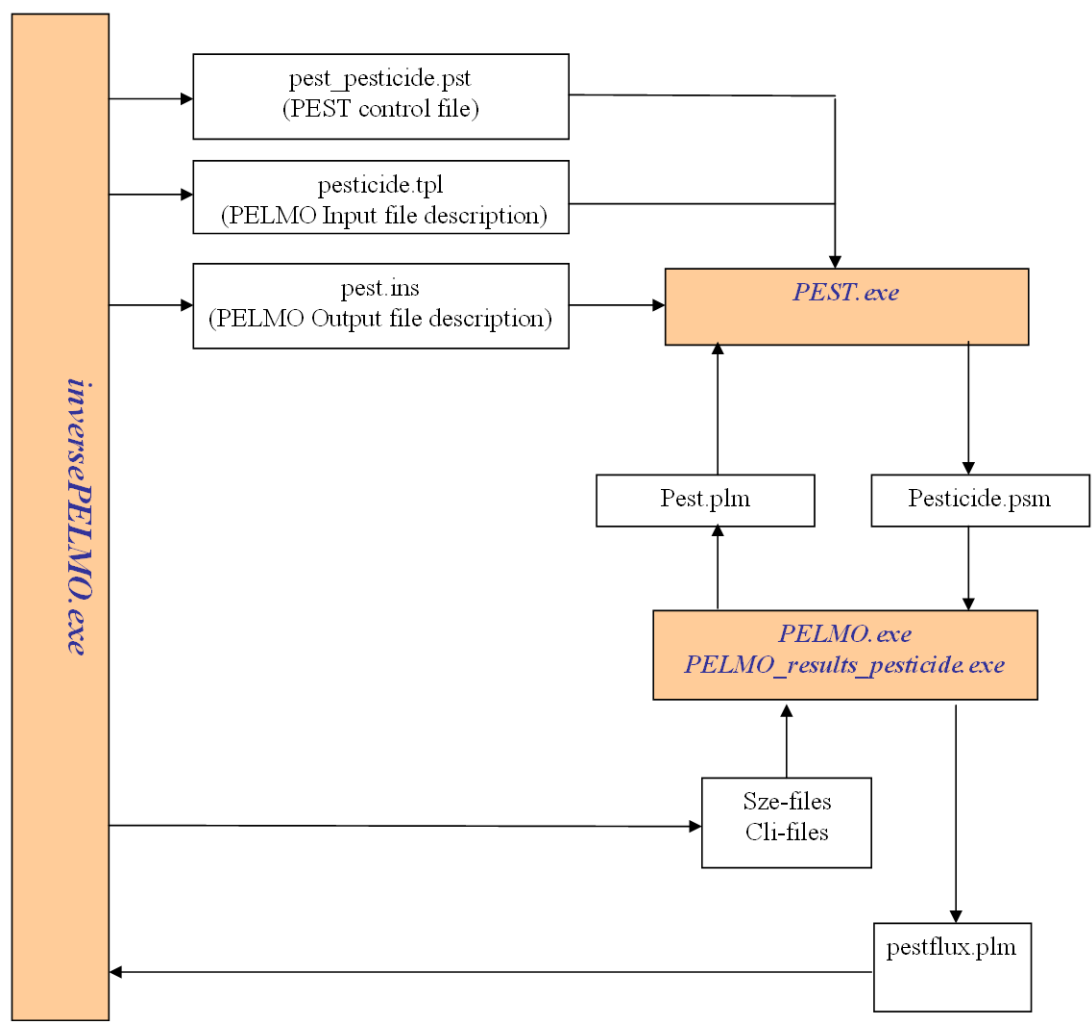 inversePELMO.exe
pest_pesticide.pst
(PEST control file)
pesticide.tpl
(PELMO Input file description)
pest.ins
(PELMO Output file description)
PEST.exe
Pest.plm
Pesticide.psm
PELMO.exe
PELMO_results_pesticide.exe
Sze-files
Cli-files
pestflux.plm